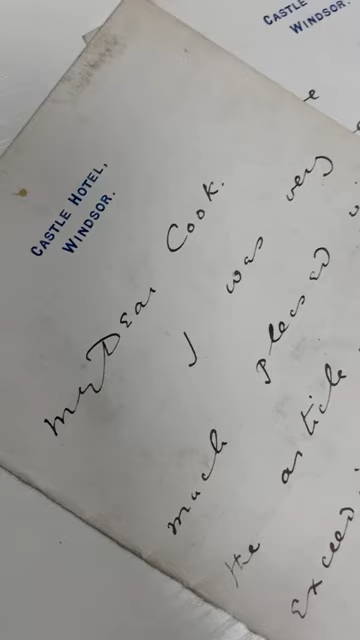 CASTLE HOTEL,
WINDSOR.
My Dear Cook.
I was very
much pleased
the article
Exceed
CASTLE
WINDSOR.